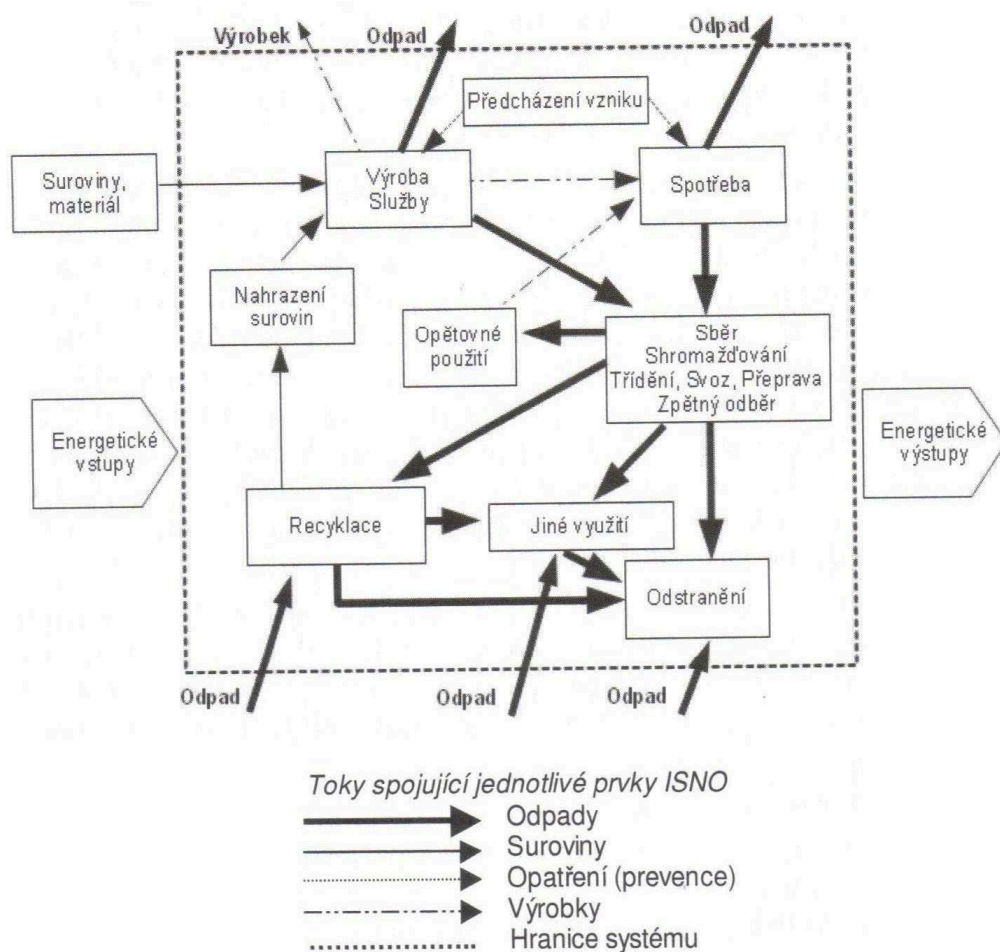 Výrobek
Odpad
Odpad
Předcházení vzniku
Suroviny,
materiál
Výroba
Služby
Spotřeba
Nahrazení
surovin
Opětovné
použití
Sběr
Shromažďování
Třídění, Svoz, Přeprava
Zpětný odběr
Energetické
vstupy
Energetické
výstupy
Recyklace
Jiné využití
Odstranění
Odpad
Odpad
Odpad
Toky spojující jednotlivé prvky ISNO
Odpady
Suroviny
Opatření (prevence)
Výrobky
Hranice systému